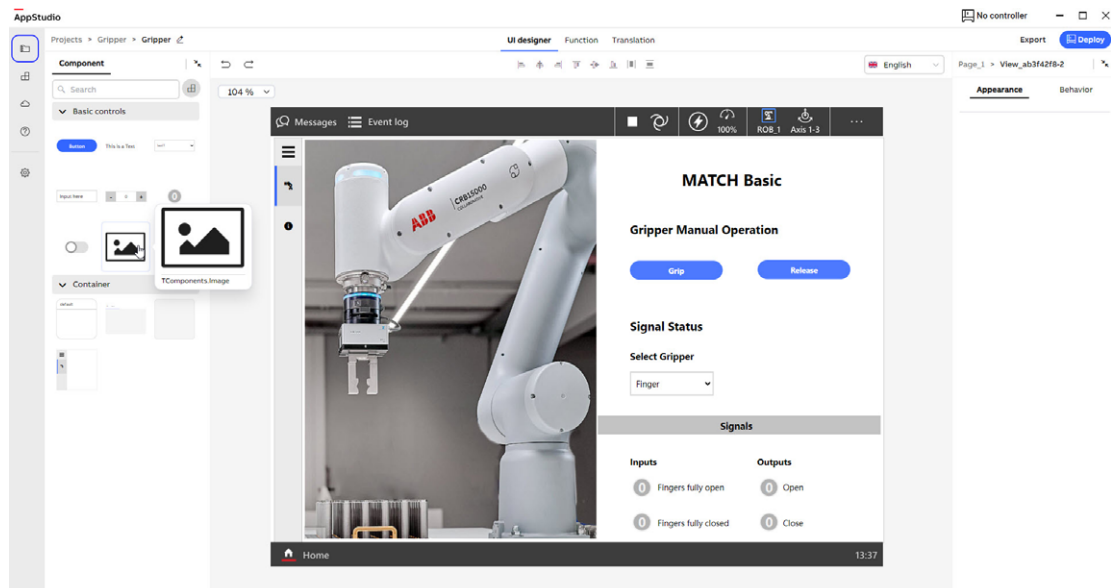 AppStudio
No controller
Projects > Gripper > Gripper
UI designer Function Translation
Export Deploy
Component
English
Page_1 > View_ab3f42f8-2
Search
104 %
Appearance Behavior
Basic controls
Messages Event log
100% ROB_1 Axis 1-3
Button This is a Text
Input here - 0
0
TComponents.Image
Container
default
ABB CRB15000
MATCH Basic
Gripper Manual Operation
Grip Release
Signal Status
Select Gripper
Finger
Signals
Inputs Outputs
0 Fingers fully open 0 Open
0 Fingers fully closed 0 Close
Home 13:37